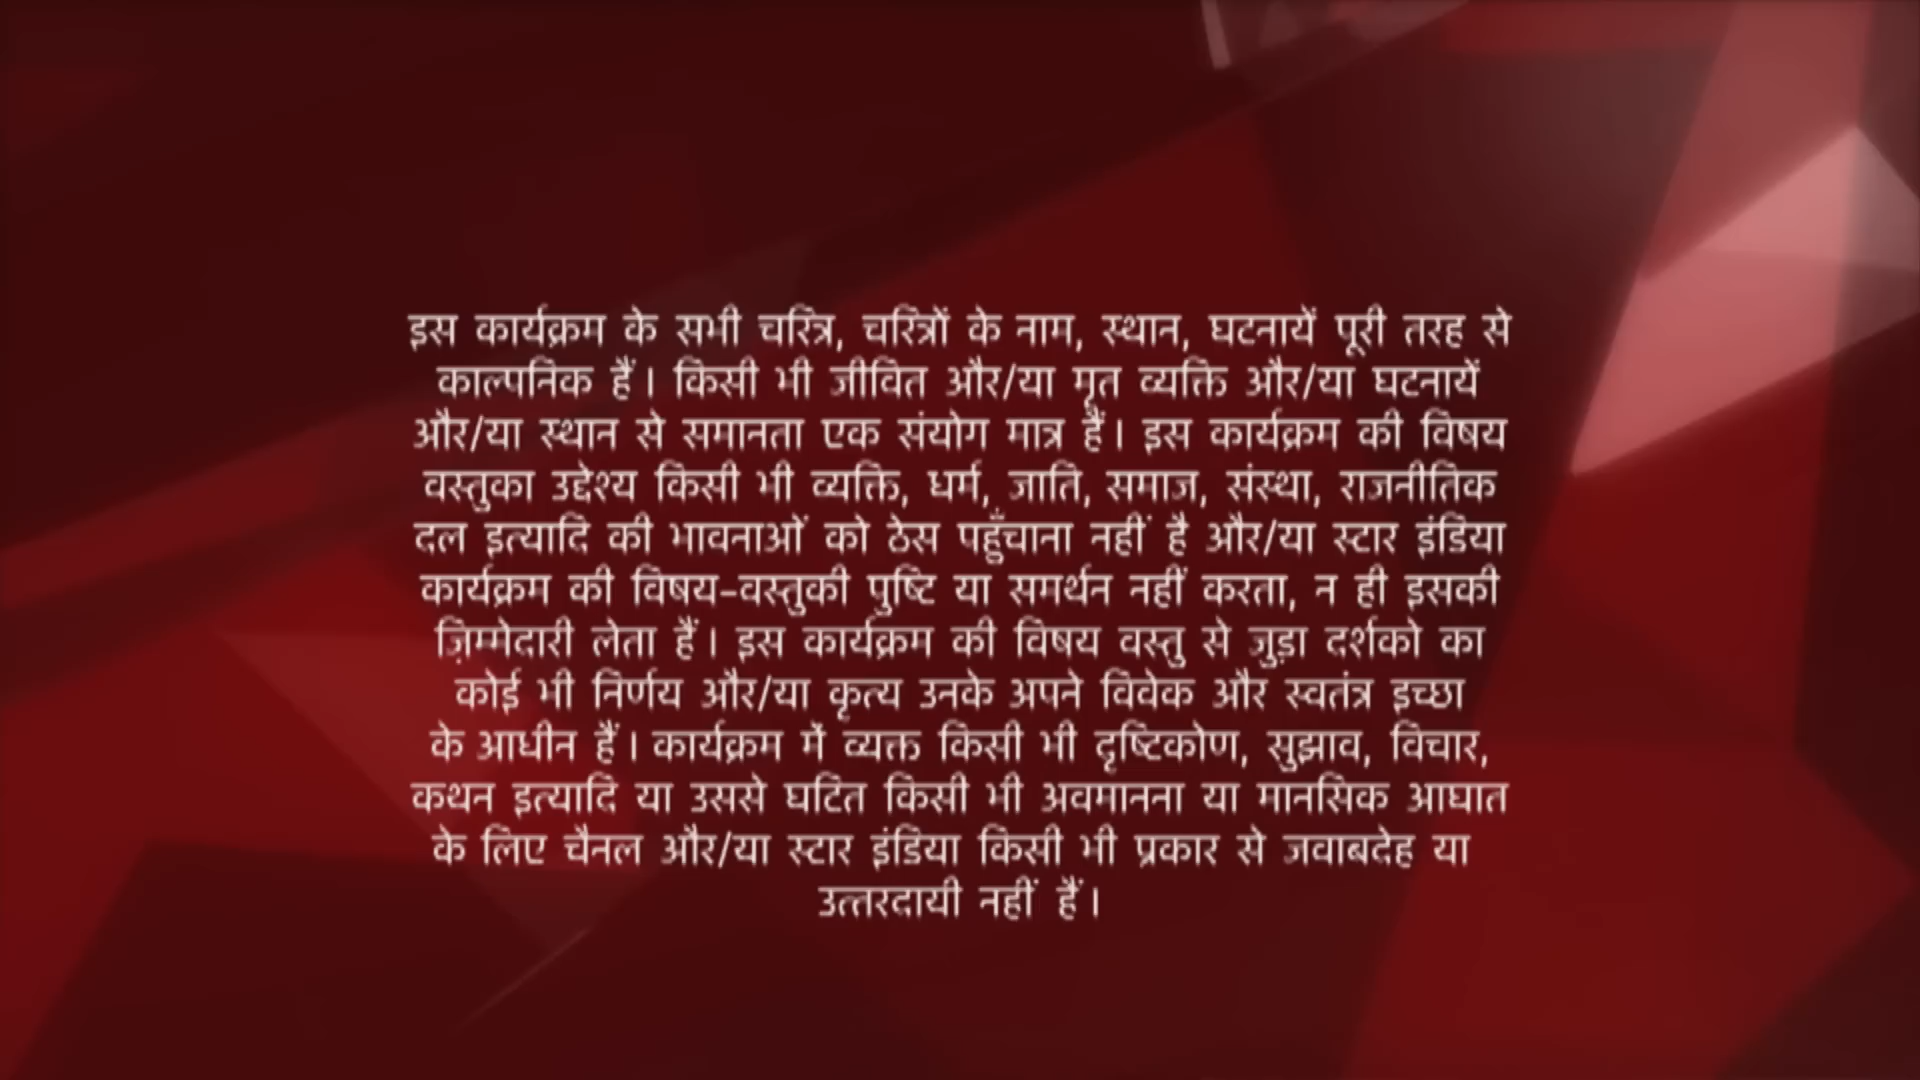 इस कार्यक्रम के सभी चरित्र, चरित्रों के नाम, स्थान, घटनायें पूरी तरह से
काल्पनिक हैं। किसी भी जीवित और/या मृत व्यक्ति और/या घटनायें
और/या स्थान से समानता एक संयोग मात्र हैं। इस कार्यक्रम की विषय
वस्तुका उद्देश्य किसी भी व्यक्ति, धर्म, जाति, समाज, संस्था, राजनीतिक
दल इत्यादि की भावनाओं को ठेस पहुँचाना नहीं है और/या स्टार इंडिया
कार्यक्रम की विषय-वस्तुकी पुष्टि या समर्थन नहीं करता, न ही इसकी
ज़िम्मेदारी लेता हैं। इस कार्यक्रम की विषय वस्तु से जुड़ा दर्शको का
कोई भी निर्णय और/या कृत्य उनके अपने विवेक और स्वतंत्र इच्छा
के आधीन हैं। कार्यक्रम में व्यक्त किसी भी दृष्टिकोण, सुझाव, विचार,
कथन इत्यादि या उससे घटित किसी भी अवमानना या मानसिक आघात
के लिए चैनल और/या स्टार इंडिया किसी भी प्रकार से जवाबदेह या
उत्तरदायी नहीं हैं।